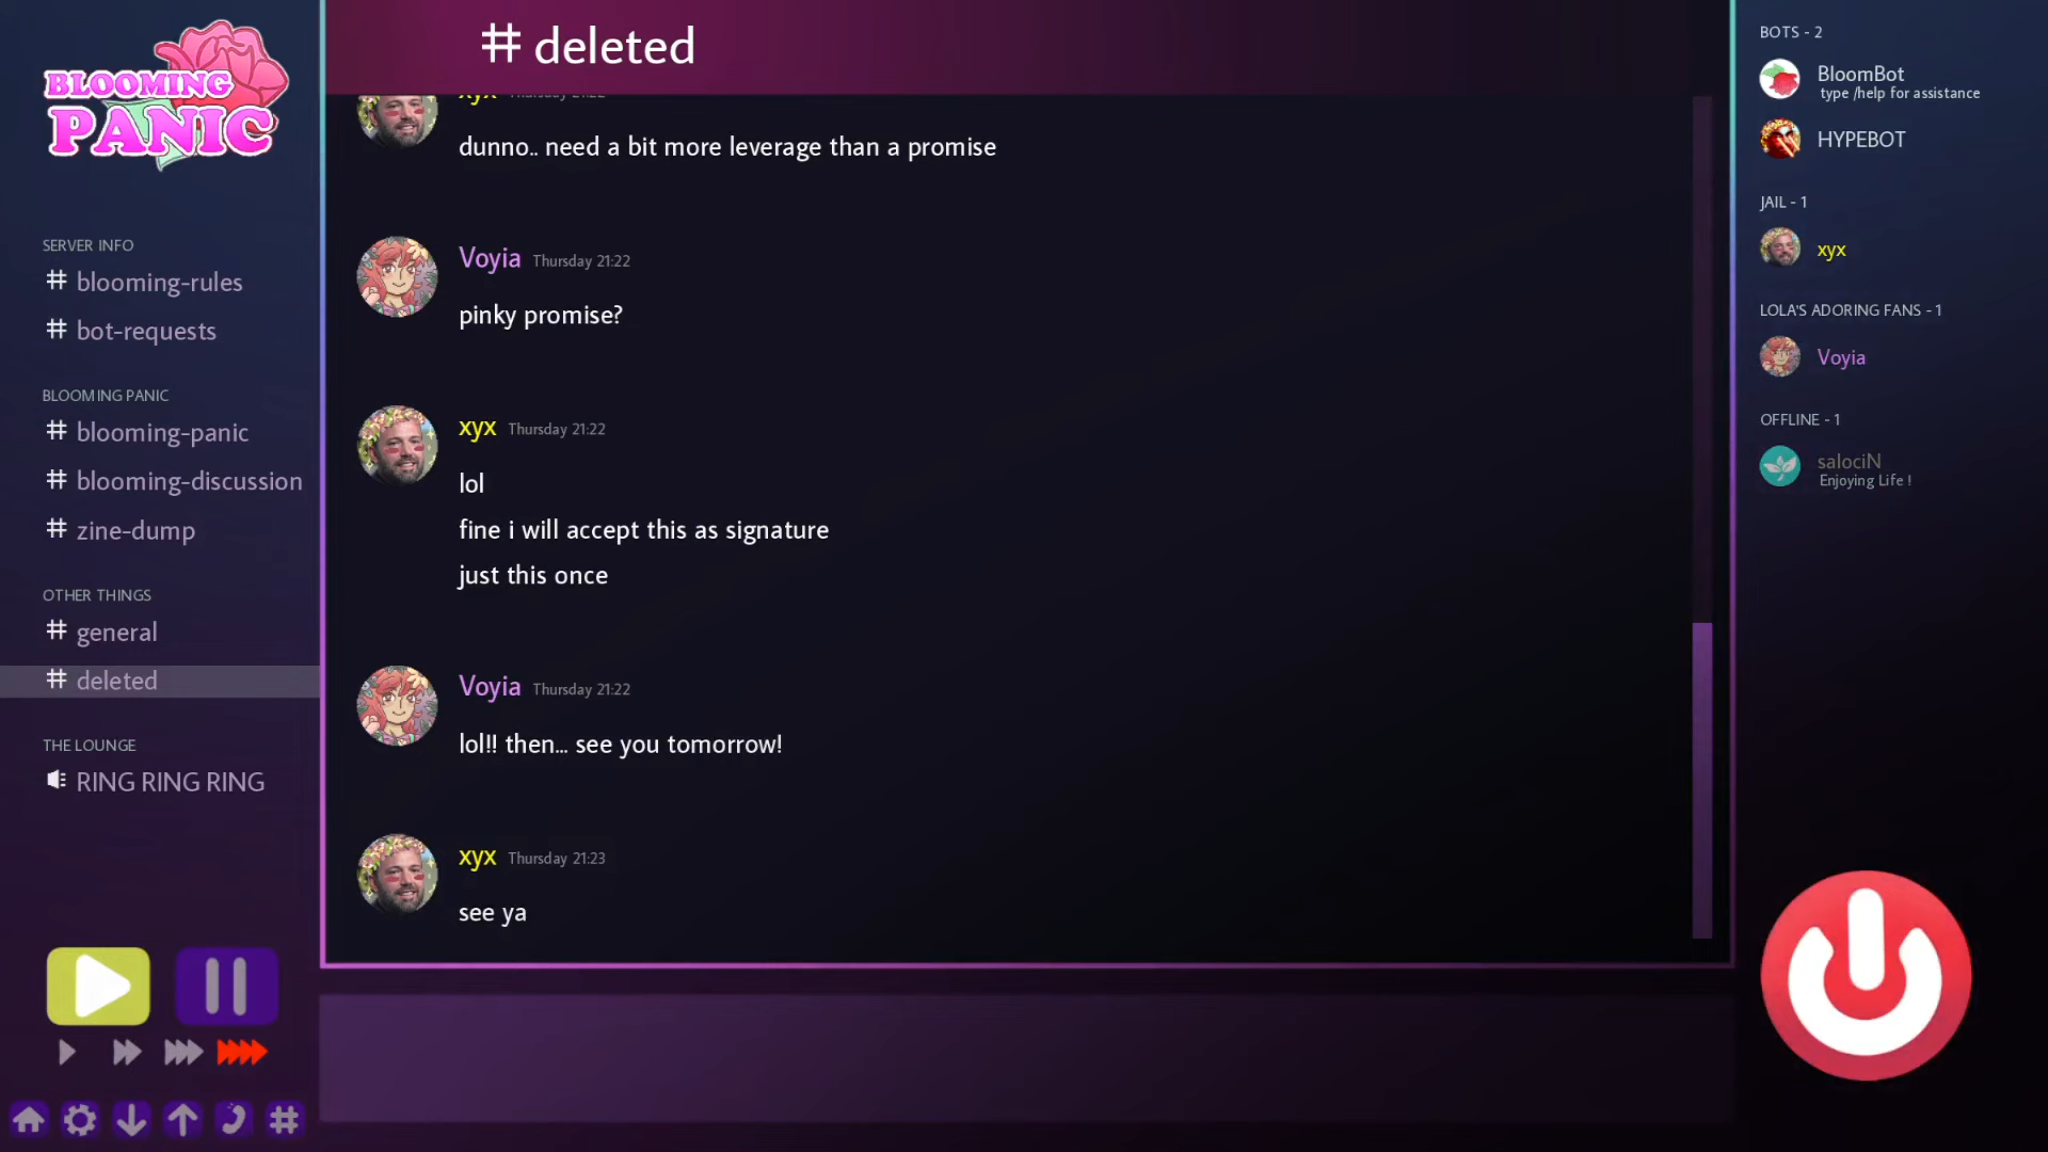 BLOOMING
PANIC
SERVER INFO
# blooming-rules
# bot-requests
BLOOMING PANIC
# blooming-panic
# blooming-discussion
# zine-dump
OTHER THINGS
# general
# deleted
THE LOUNGE
RING RING RING
# deleted
xyx Thursday 21:22
dunno.. need a bit more leverage than a promise
Voyia Thursday 21:22
pinky promise?
xyx Thursday 21:22
lol
fine i will accept this as signature
just this once
Voyia Thursday 21:22
lol!! then... see you tomorrow!
xyx Thursday 21:23
see ya
BOTS - 2
BloomBot
type /help for assistance
HYPEBOT
JAIL - 1
xyx
LOLA'S ADORING FANS - 1
Voyia
OFFLINE - 1
salociN
Enjoying Life !